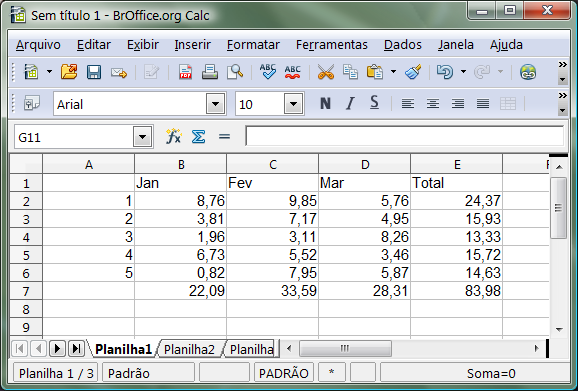 Sem título 1 - BrOffice.org Calc
Arquivo Editar Exibir Inserir Formatar Ferramentas Dados Janela Ajuda
PDF ABC ABC
Arial 10 N I S
G11 fx Σ =
A B C D E F
1 Jan Fev Mar Total
2 1 8,76 9,85 5,76 24,37
3 2 3,81 7,17 4,95 15,93
4 3 1,96 3,11 8,26 13,33
5 4 6,73 5,52 3,46 15,72
6 5 0,82 7,95 5,87 14,63
7 22,09 33,59 28,31 83,98
8
9
Planilha1 Planilha2 Planilha
Planilha 1 / 3 Padrão PADRÃO * Soma=0